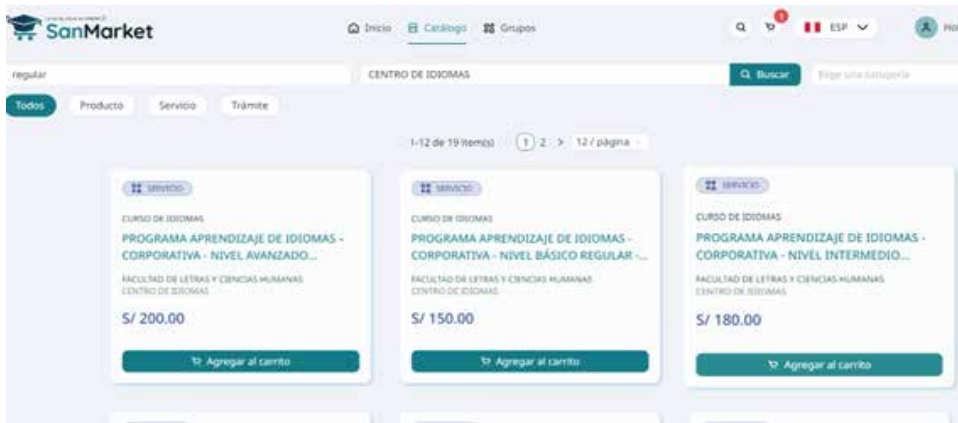 SanMarket
Inicio
Catálogo
Grupos
1
ESP
regular
CENTRO DE IDIOMAS
Buscar
Elige una categoría
Todos
Producto
Servicio
Trámite
1-12 de 19 item(s)
1
2
>
12 / página
SERVICIO
CURSO DE IDIOMAS
PROGRAMA APRENDIZAJE DE IDIOMAS -
CORPORATIVA - NIVEL AVANZADO...
FACULTAD DE LETRAS Y CIENCIAS HUMANAS
CENTRO DE IDIOMAS
S/ 200.00
Agregar al carrito
SERVICIO
CURSO DE IDIOMAS
PROGRAMA APRENDIZAJE DE IDIOMAS -
CORPORATIVA - NIVEL BÁSICO REGULAR -...
FACULTAD DE LETRAS Y CIENCIAS HUMANAS
CENTRO DE IDIOMAS
S/ 150.00
Agregar al carrito
SERVICIO
CURSO DE IDIOMAS
PROGRAMA APRENDIZAJE DE IDIOMAS -
CORPORATIVA - NIVEL INTERMEDIO...
FACULTAD DE LETRAS Y CIENCIAS HUMANAS
CENTRO DE IDIOMAS
S/ 180.00
Agregar al carrito